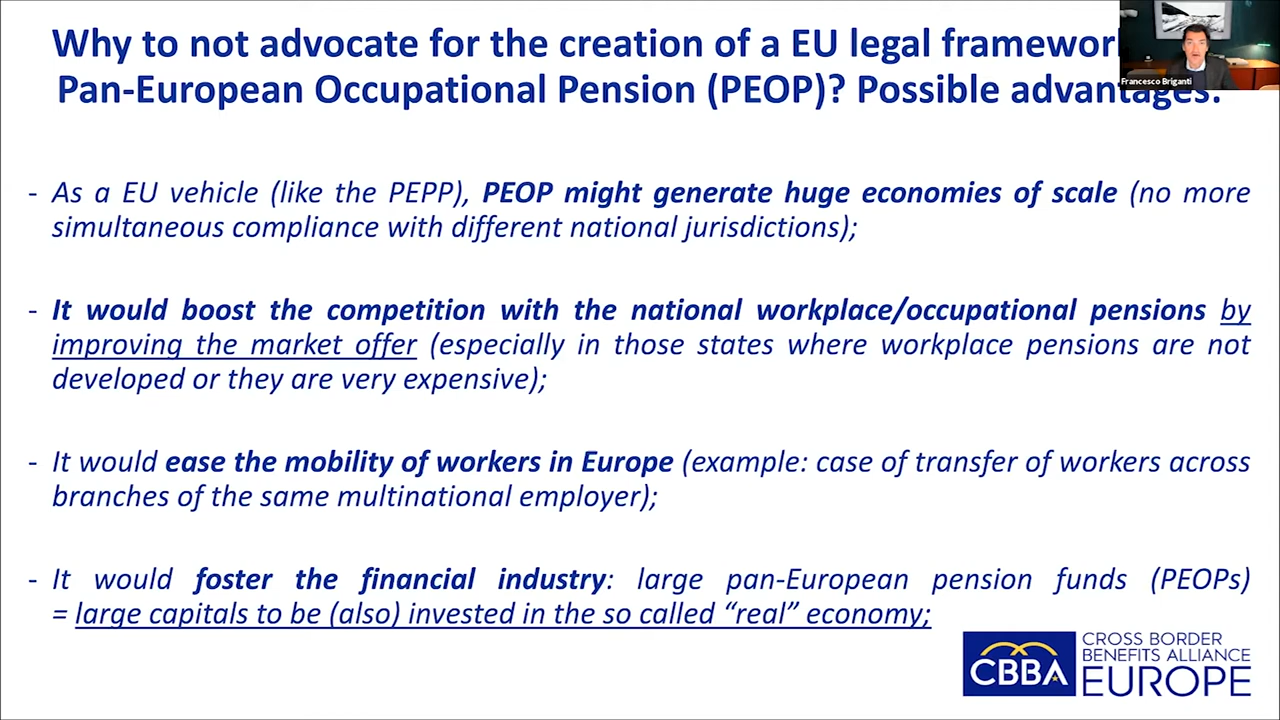 Why to not advocate for the creation of a EU legal framewor
Pan-European Occupational Pension (PEOP)? Possible advantages:
Francesco Briganti
- As a EU vehicle (like the PEPP), PEOP might generate huge economies of scale (no more
simultaneous compliance with different national jurisdictions);
- It would boost the competition with the national workplace/occupational pensions by
improving the market offer (especially in those states where workplace pensions are not
developed or they are very expensive);
- It would ease the mobility of workers in Europe (example: case of transfer of workers across
branches of the same multinational employer);
- It would foster the financial industry: large pan-European pension funds (PEOPs)
= large capitals to be (also) invested in the so called “real” economy;
CBBA
CROSS BORDER
BENEFITS ALLIANCE
EUROPE